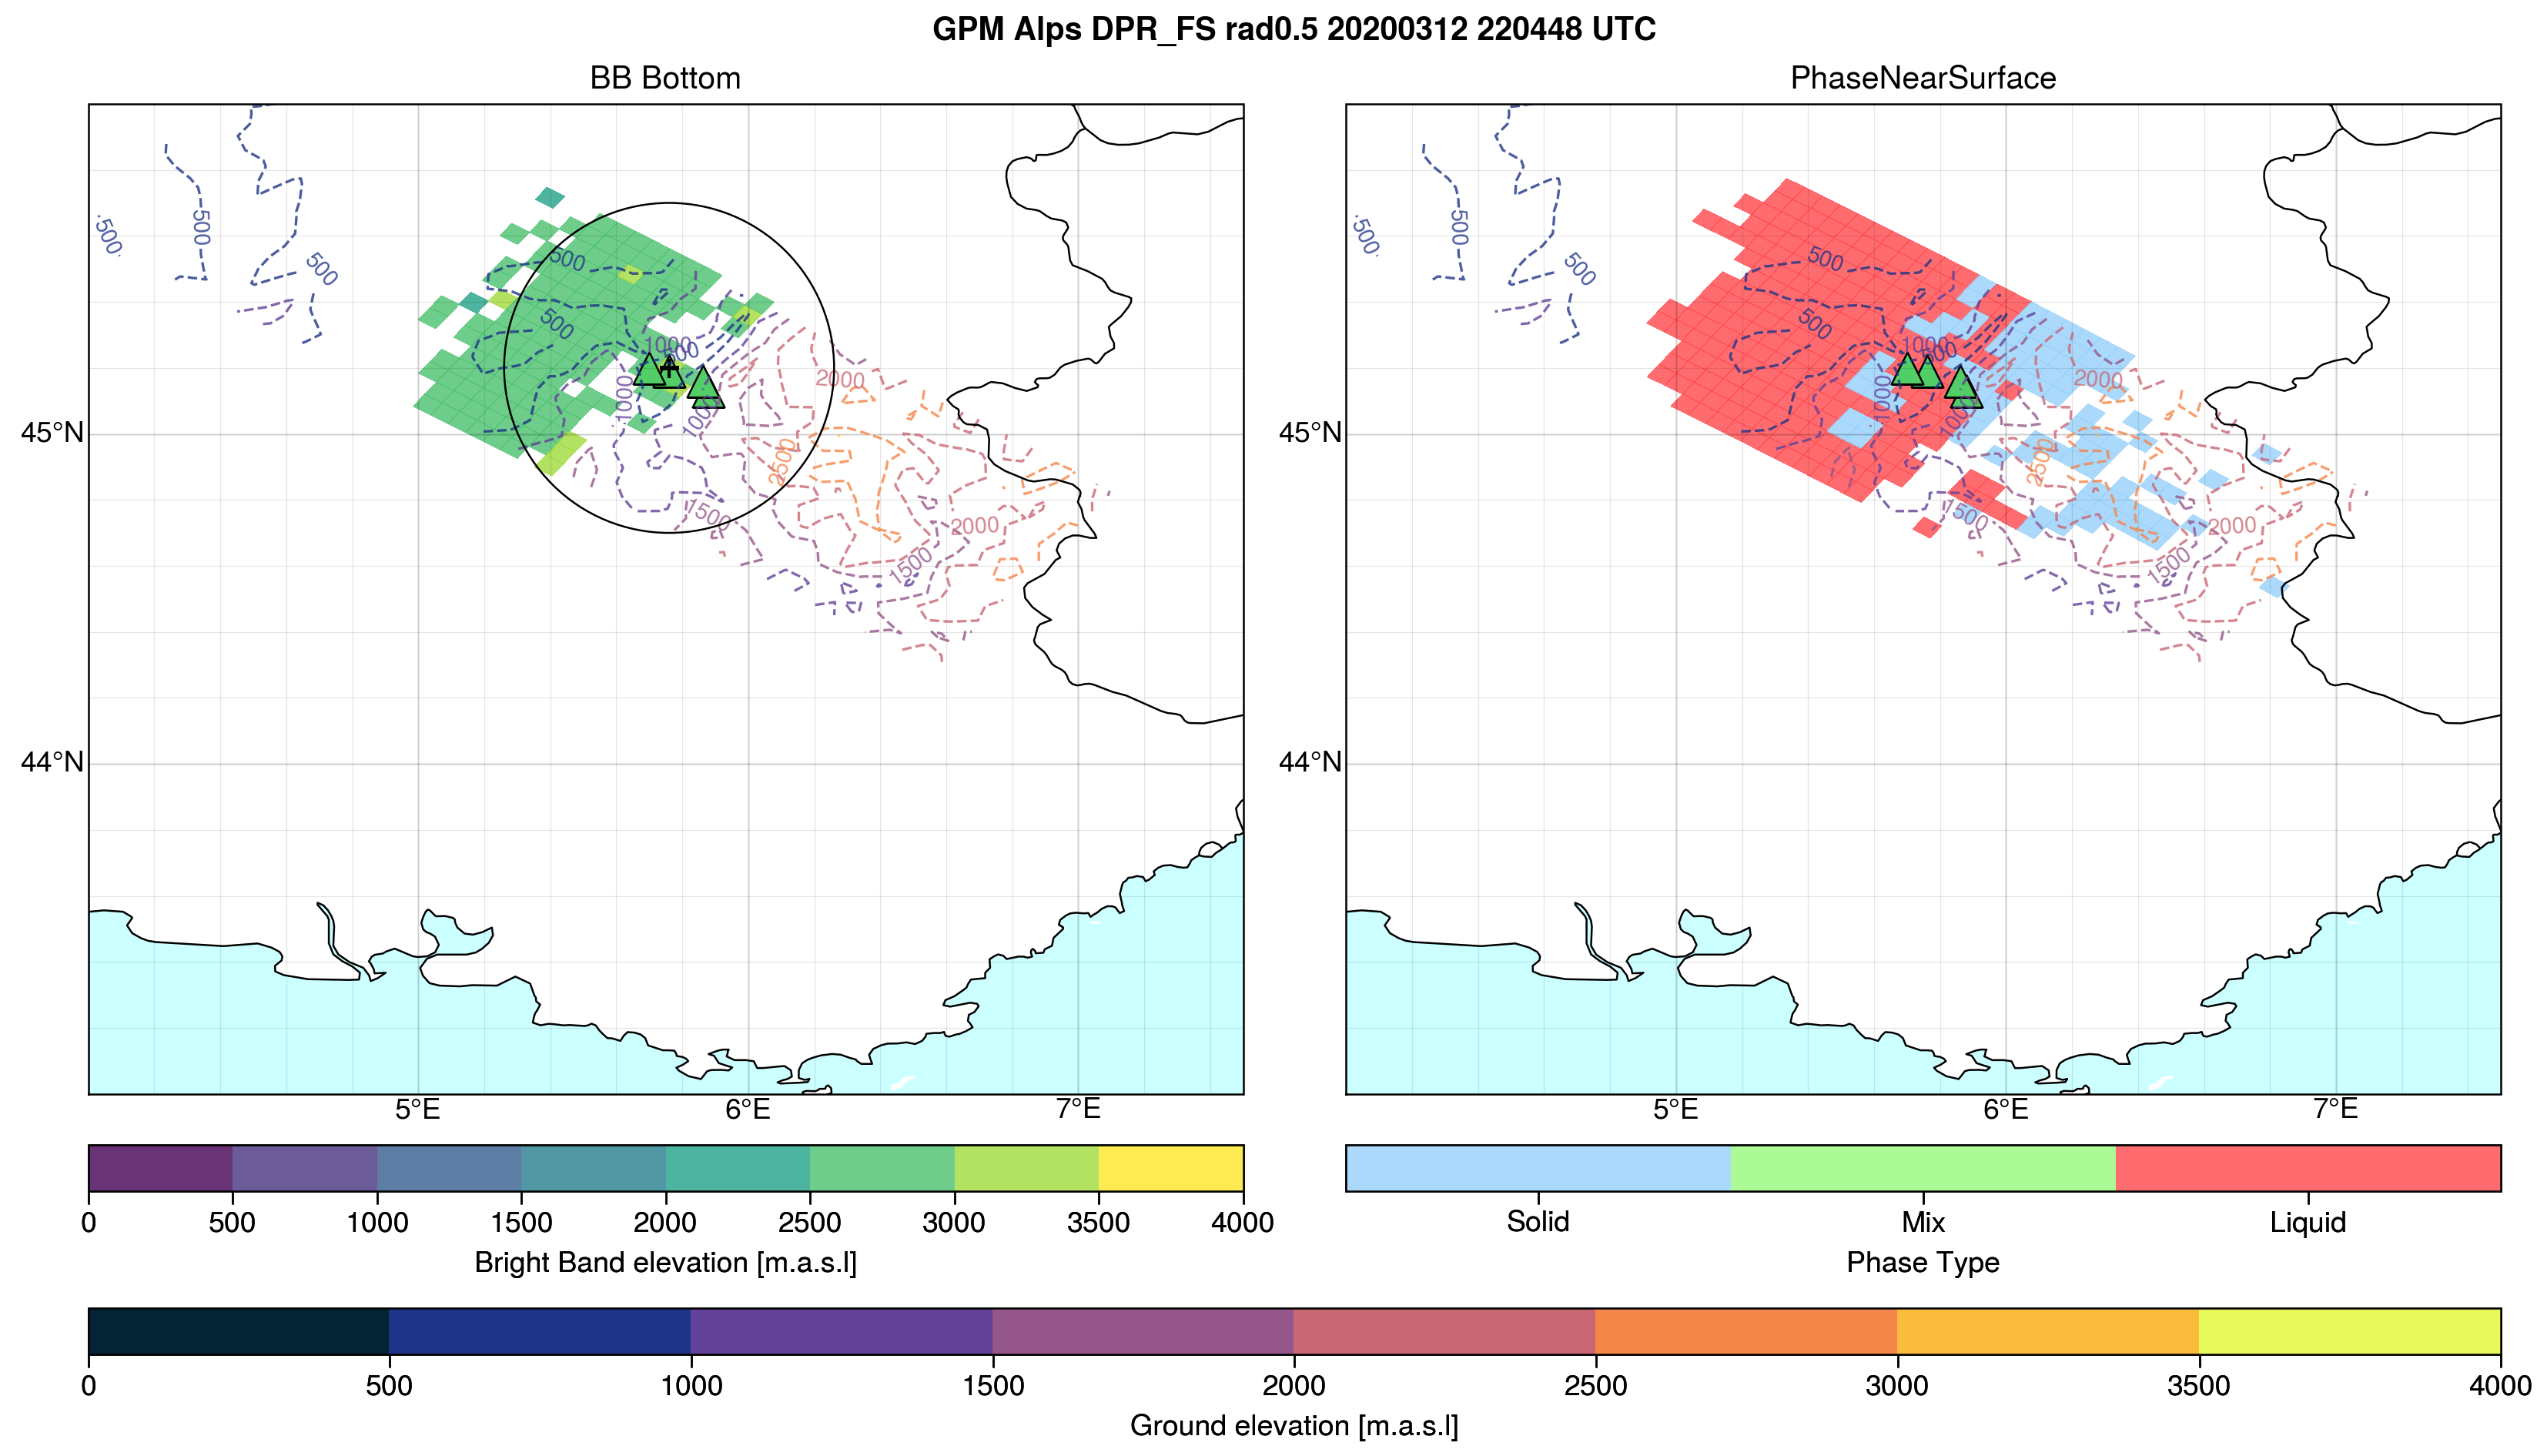 GPM Alps DPR_FS rad0.5 20200312 220448 UTC
BB Bottom
PhaseNearSurface
500
500
500
500
500
1000
500
1000
1000
2000
2500
1500
2000
1500
500
500
500
500
500
1000
500
1000
1000
2000
2500
1500
2000
1500
45°N
44°N
45°N
44°N
5°E 6°E 7°E
5°E 6°E 7°E
0 500 1000 1500 2000 2500 3000 3500 4000
Bright Band elevation [m.a.s.l]
Solid Mix Liquid
Phase Type
0 500 1000 1500 2000 2500 3000 3500 4000
Ground elevation [m.a.s.l]